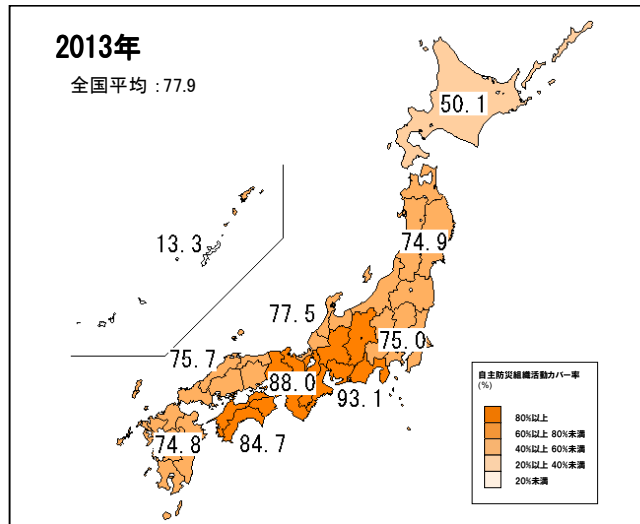 2013年
全国平均 :77.9
50.1
13.3
74.9
77.5
75.0
75.7
88.0
93.1
74.8
84.7
自主防災組織活動カバー率
(%)
80%以上
60%以上 80%未満
40%以上 60%未満
20%以上 40%未満
20%未満